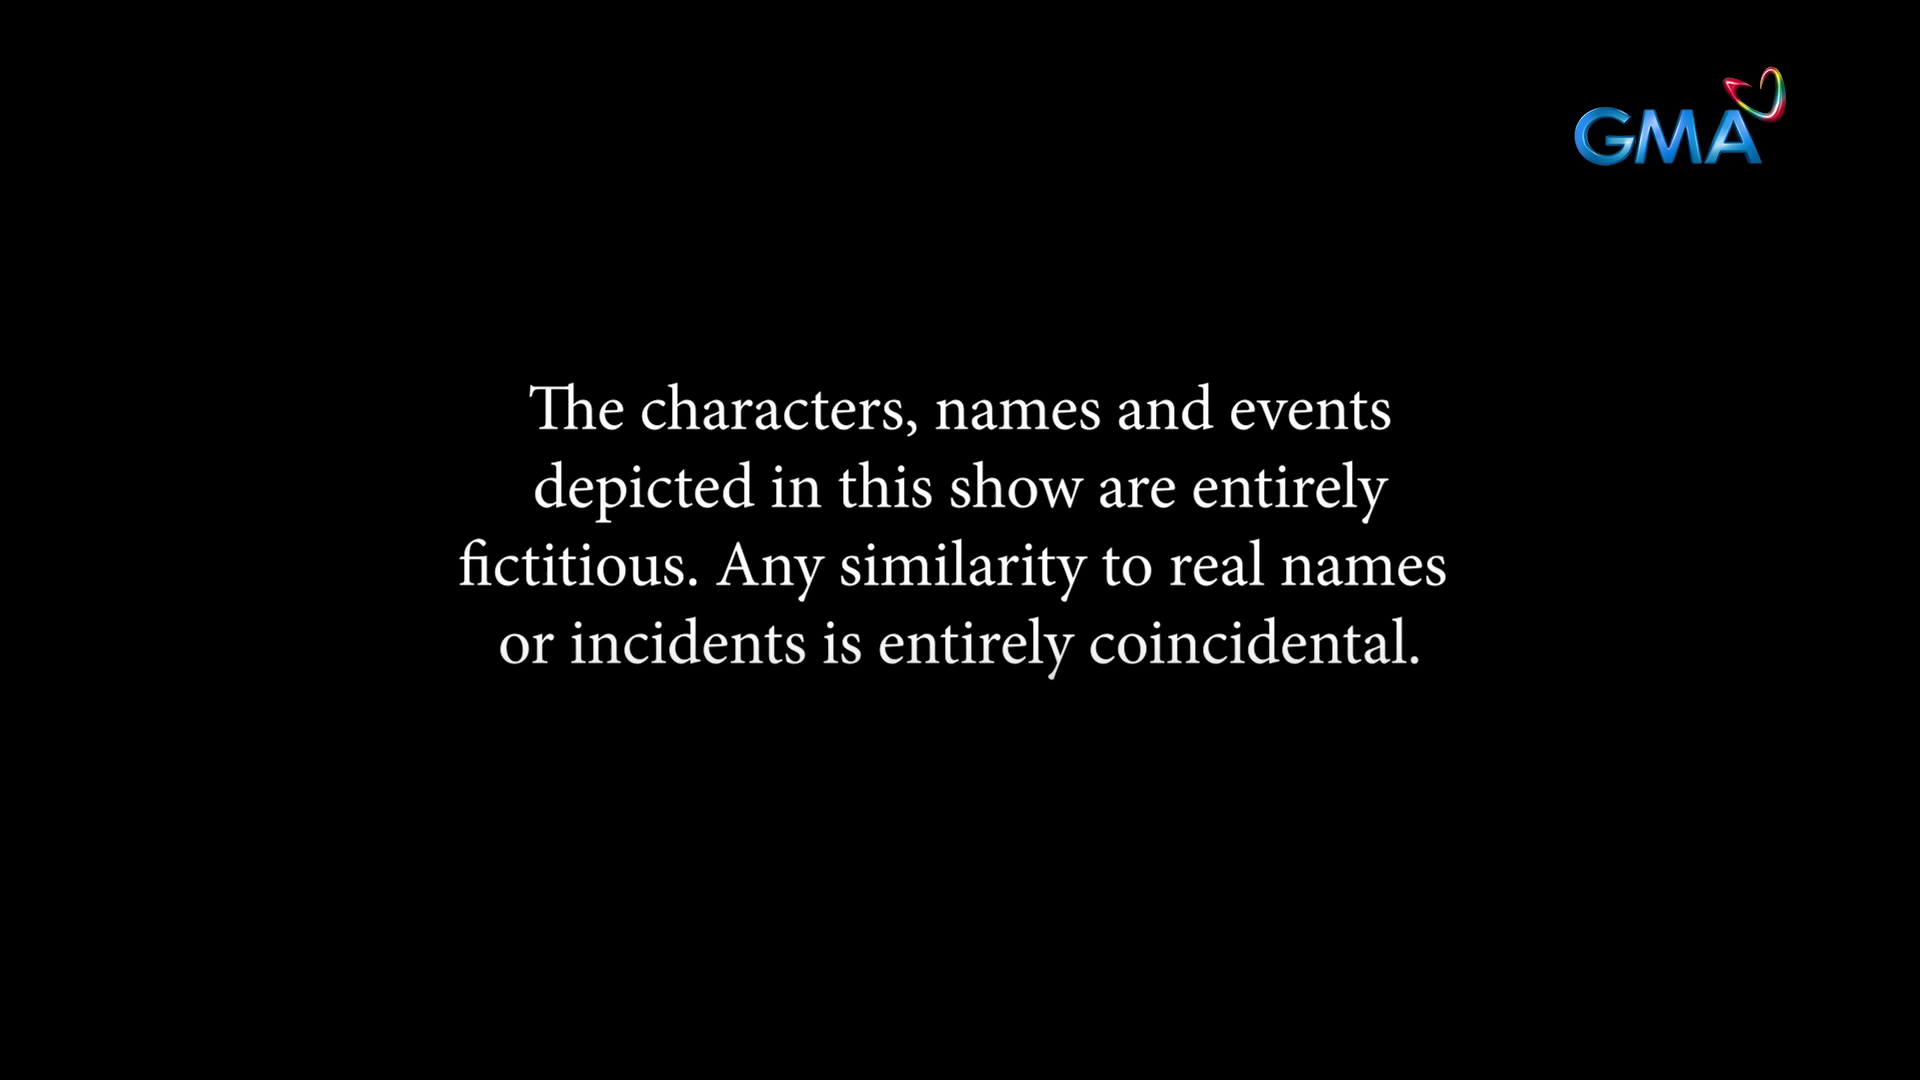 GMA
The characters, names and events
depicted in this show are entirely
fictitious. Any similarity to real names
or incidents is entirely coincidental.